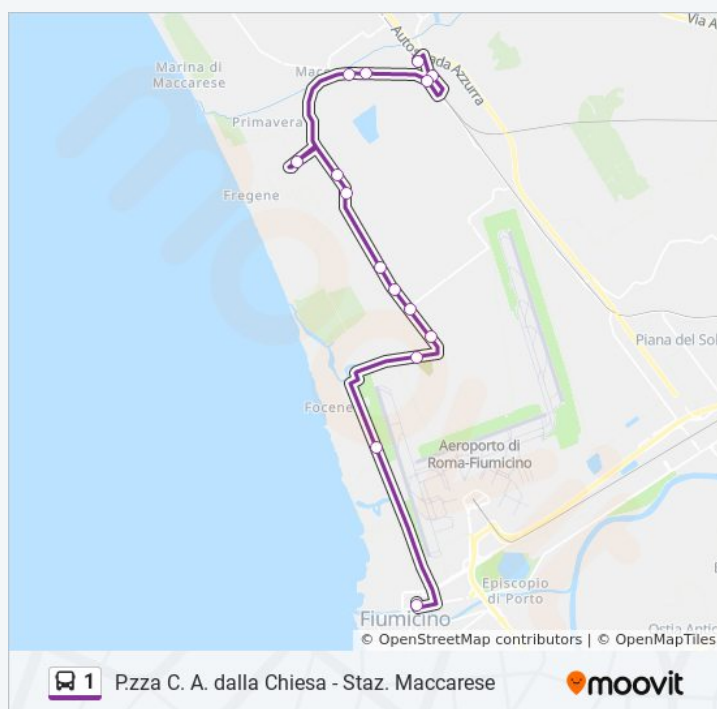 Via A
Autostrada Azzurra
Marina di
Maccarese
Macc
Primavera
Fregene
Piana del Sol
Focene
Aeroporto di
Roma-Fiumicino
Episcopio
di Porto
Fiumicino
Ostia Antic
© OpenStreetMap contributors | © OpenMapTiles
1 P.zza C. A. dalla Chiesa - Staz. Maccarese
moovit